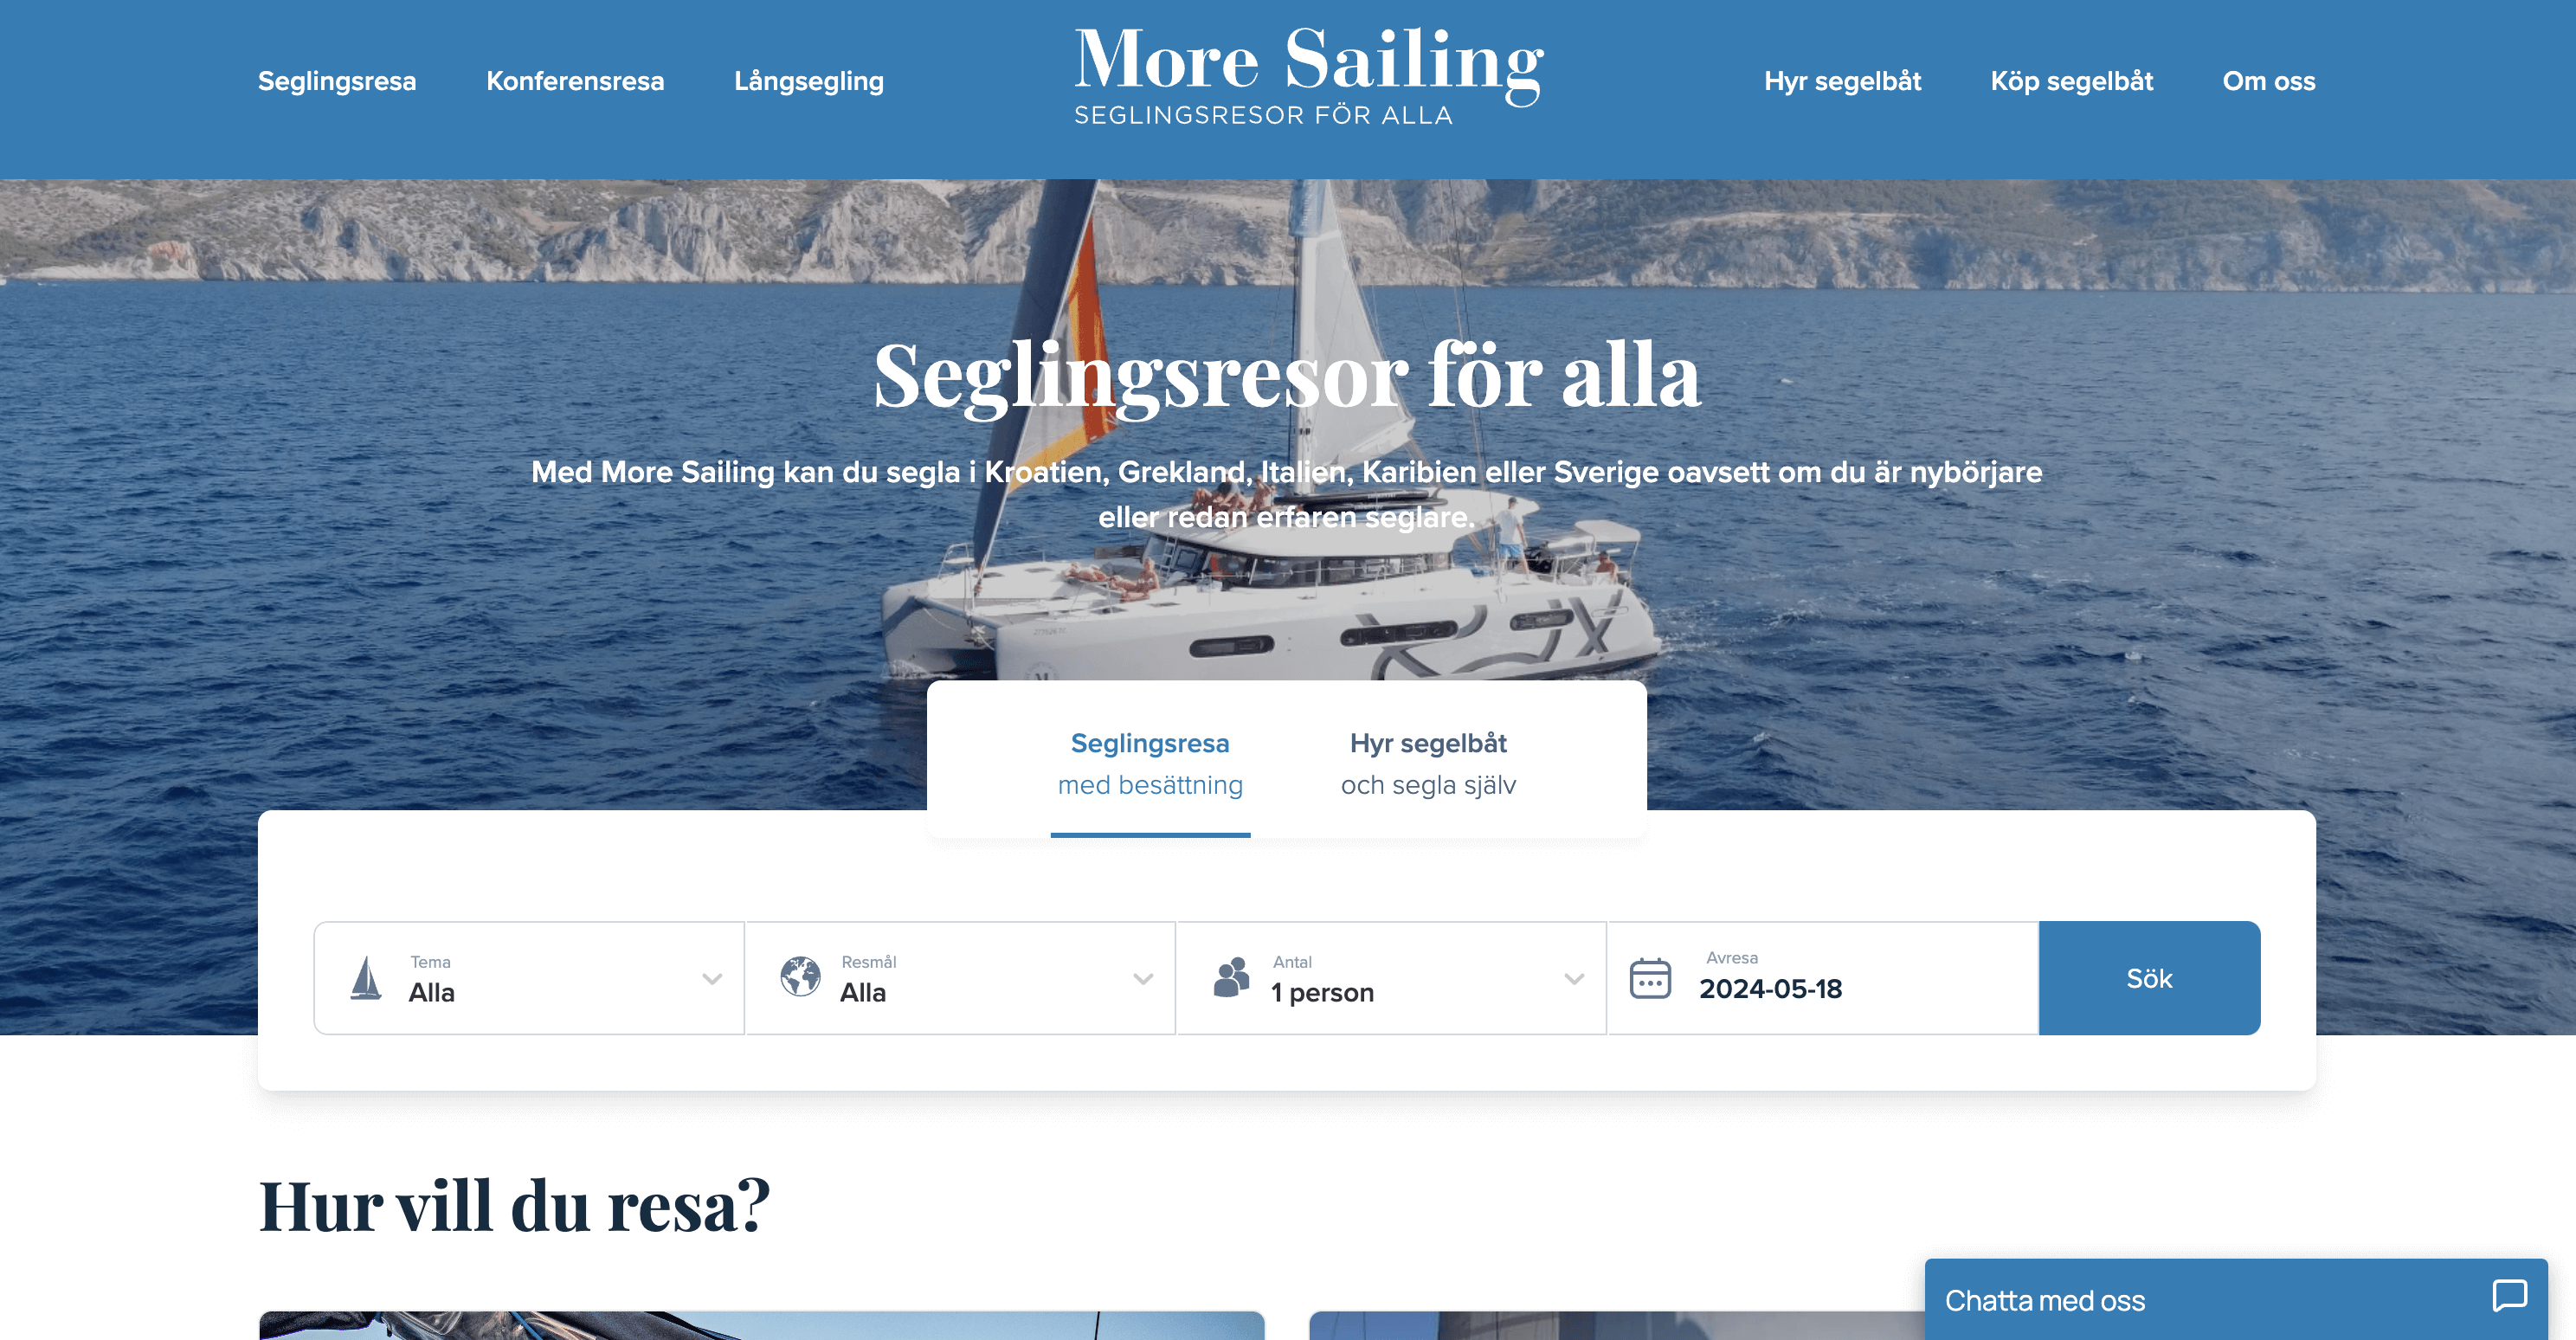 Seglingsresa
Konferensresa
Långsegling
More Sailing
SEGLINGSRESOR FÖR ALLA
Hyr segelbåt
Köp segelbåt
Om oss
Seglingsresor för alla
Med More Sailing kan du segla i Kroatien, Grekland, Italien, Karibien eller Sverige oavsett om du är nybörjare
eller redan erfaren seglare.
Seglingsresa
med besättning
Hyr segelbåt
och segla själv
Tema
Alla
Resmål
Alla
Antal
1 person
Avresa
2024-05-18
Sök
Hur vill du resa?
Chatta med oss